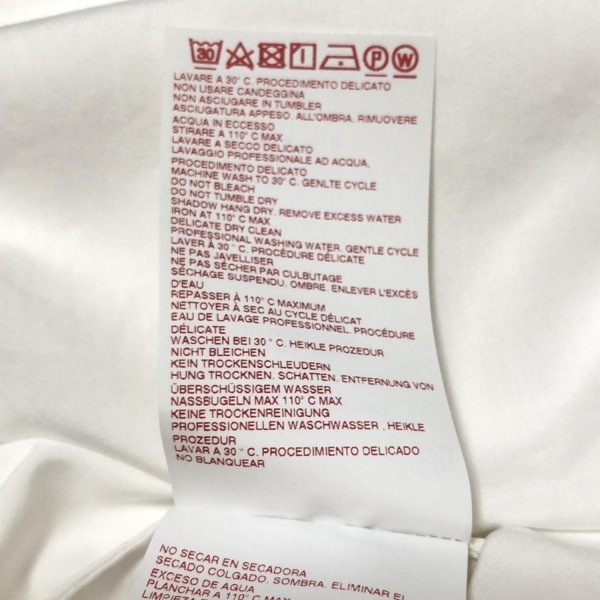 30 P W
LAVARE A 30° C. PROCEDIMENTO DELICATO
NON USARE CANDEGGINA
NON ASCIUGARE IN TUMBLER
ASCIUGATURA APPESO. ALL'OMBRA. RIMUOVERE
ACQUA IN ECCESSO
STIRARE A 110° C MAX
LAVARE A SECCO DELICATO
LAVAGGIO PROFESSIONALE AD ACQUA,
PROCEDIMENTO DELICATO
MACHINE WASH TO 30° C. GENLTE CYCLE
DO NOT BLEACH
DO NOT TUMBLE DRY
SHADOW HANG DRY. REMOVE EXCESS WATER
IRON AT 110° C MAX
DELICATE DRY CLEAN
PROFESSIONAL WASHING WATER. GENTLE CYCLE
LAVER À 30° C. PROCÉDURE DÉLICATE
NE PAS JAVELLISER
NE PAS SÉCHER PAR CULBUTAGE
SÉCHAGE SUSPENDU. OMBRE. ENLEVER L'EXCÈS
D'EAU
REPASSER À 110° C MAXIMUM
NETTOYER À SEC AU CYCLE DÉLICAT
EAU DE LAVAGE PROFESSIONNEL. PROCÉDURE
DÉLICATE
WASCHEN BEI 30° C. HEIKLE PROZEDUR
NICHT BLEICHEN
KEIN TROCKENSCHLEUDERN
HUNG TROCKNEN. SCHATTEN. ENTFERNUNG VON
ÜBERSCHÜSSIGEM WASSER
NASSBUGELN MAX 110° C MAX
KEINE TROCKENREINIGUNG
PROFESSIONELLEN WASCHWASSER . HEIKLE
PROZEDUR
LAVAR A 30° C. PROCEDIMENTO DELICADO
NO BLANQUEAR
NO SECAR EN SECADORA
SECADO COLGADO. SOMBRA. ELIMINAR EL
EXCESO DE AGUA
PLANCHAR A 110° C MAX
LIMPIEZA